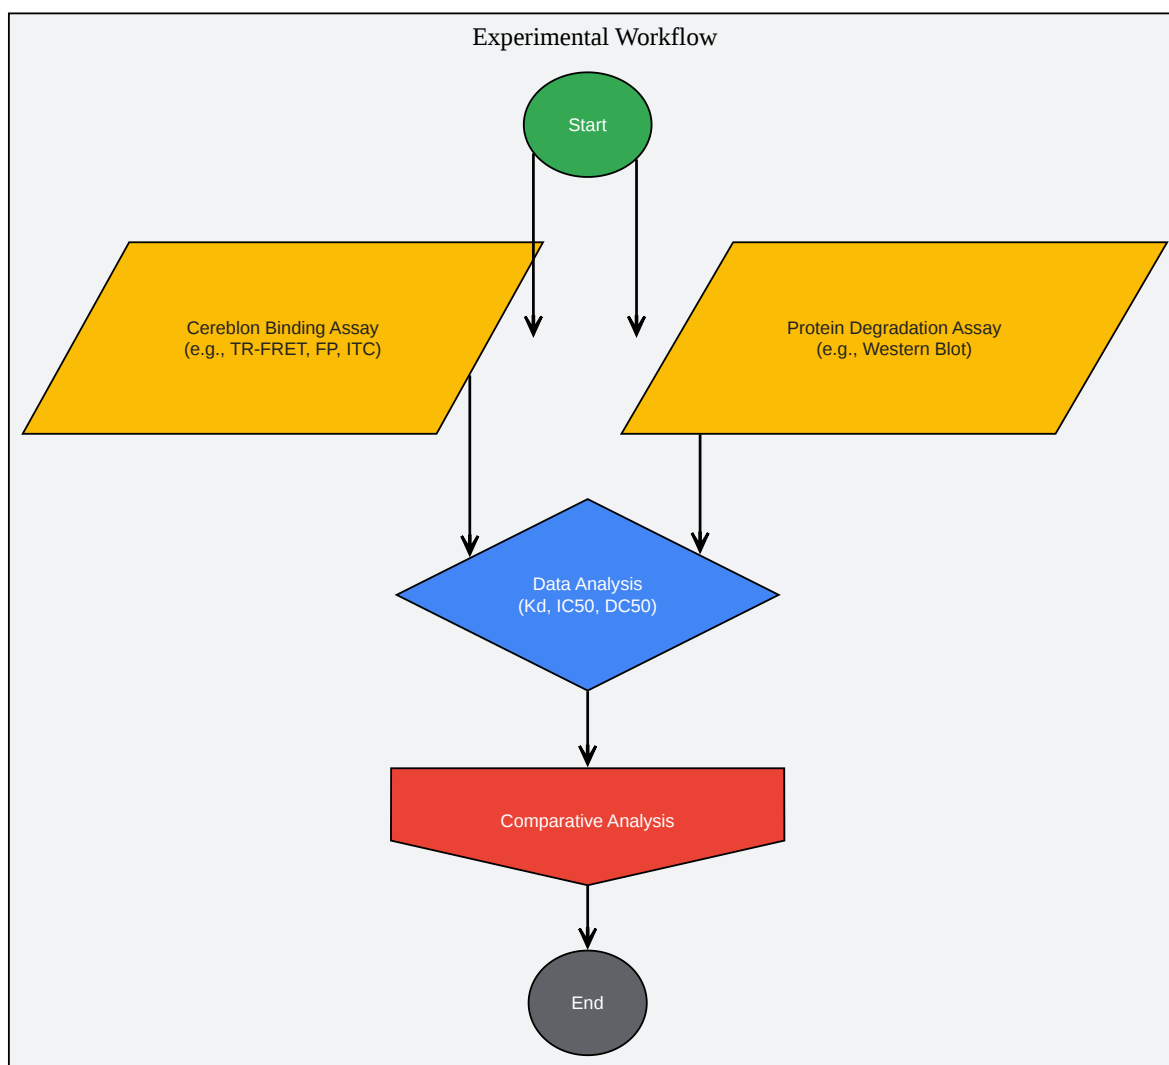 Experimental Workflow
Start
Cereblon Binding Assay
(e.g., TR-FRET, FP, ITC)
Protein Degradation Assay
(e.g., Western Blot)
Data Analysis
(Kd, IC50, DC50)
Comparative Analysis
End